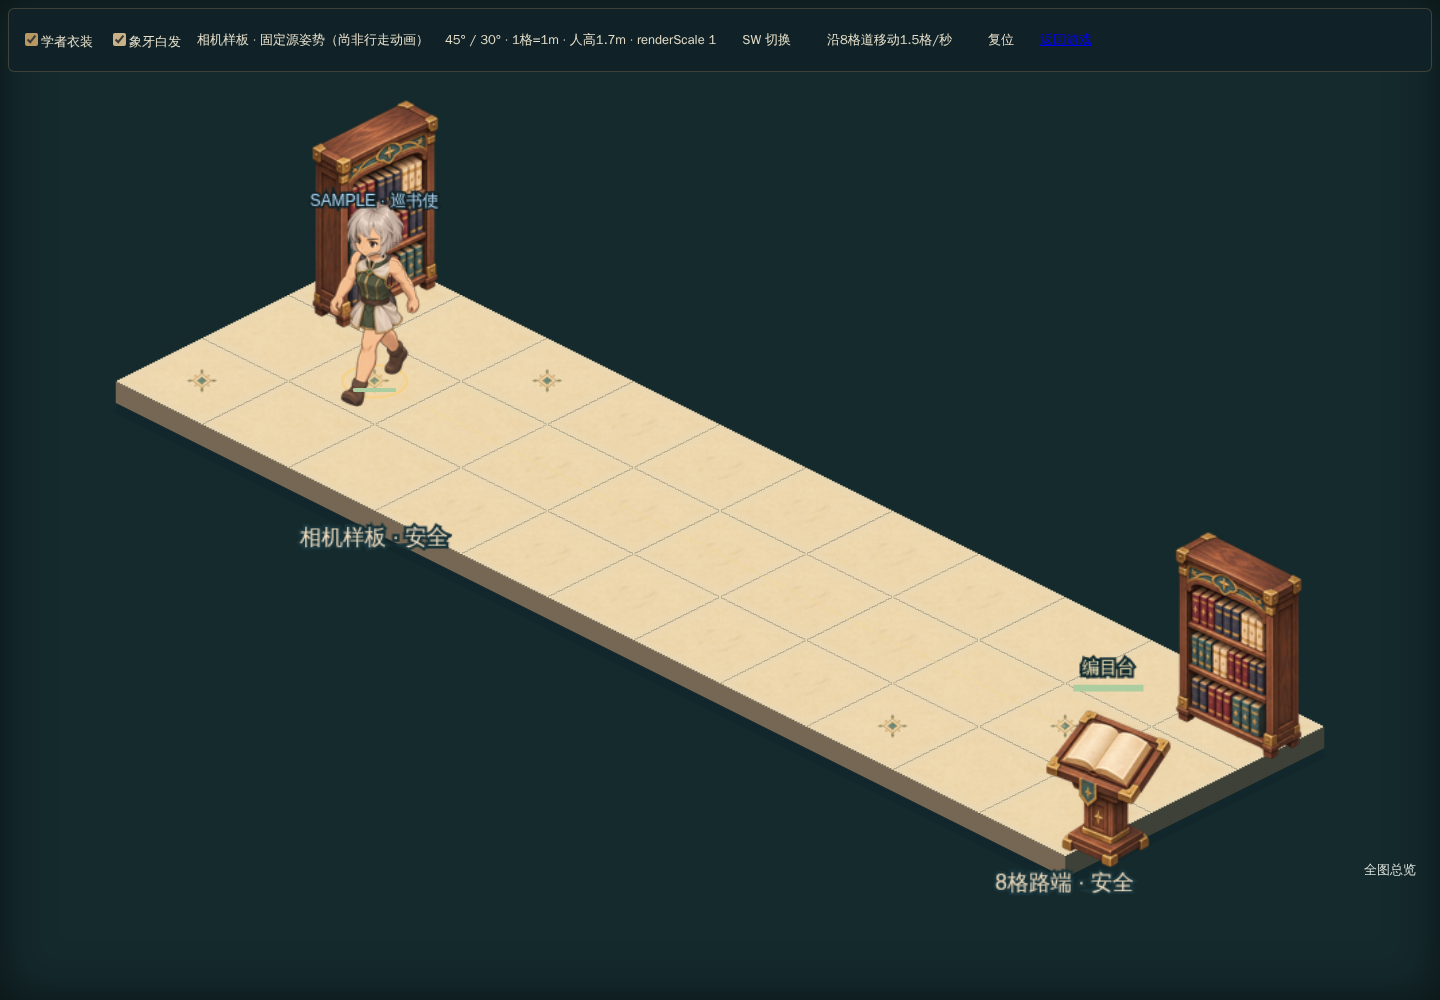 学者衣装 象牙白发 相机样板 · 固定源姿势（尚非行走动画） 45° / 30° · 1格=1m · 人高1.7m · renderScale 1 SW 切换 沿8格道移动1.5格/秒 复位
SAMPLE · 巡书使
相机样板 · 安全
编目台
8格路端 · 安全
全图总览